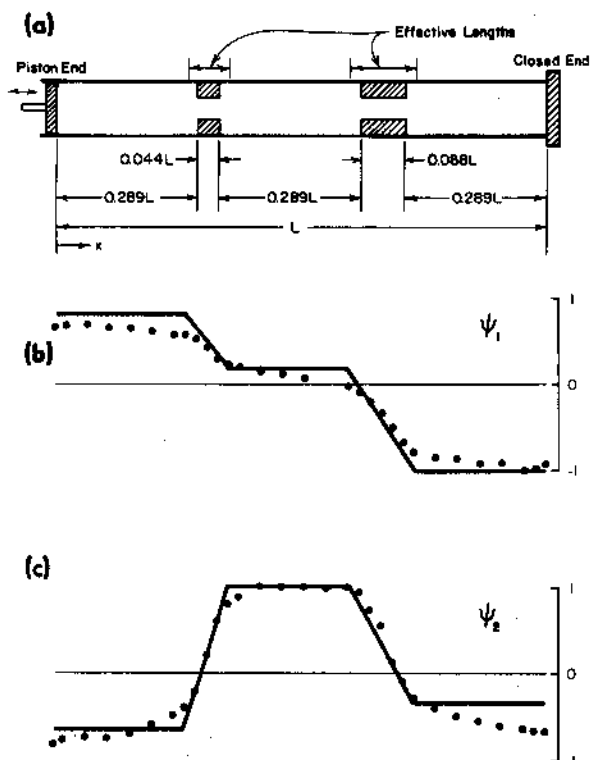 (a)
Effective Lengths
Piston End
Closed End
0.044L
0.088L
0.289L
0.289L
0.289L
L
x
(b)
ψ₁
1
0
-1
(c)
ψ₂
1
0
-1